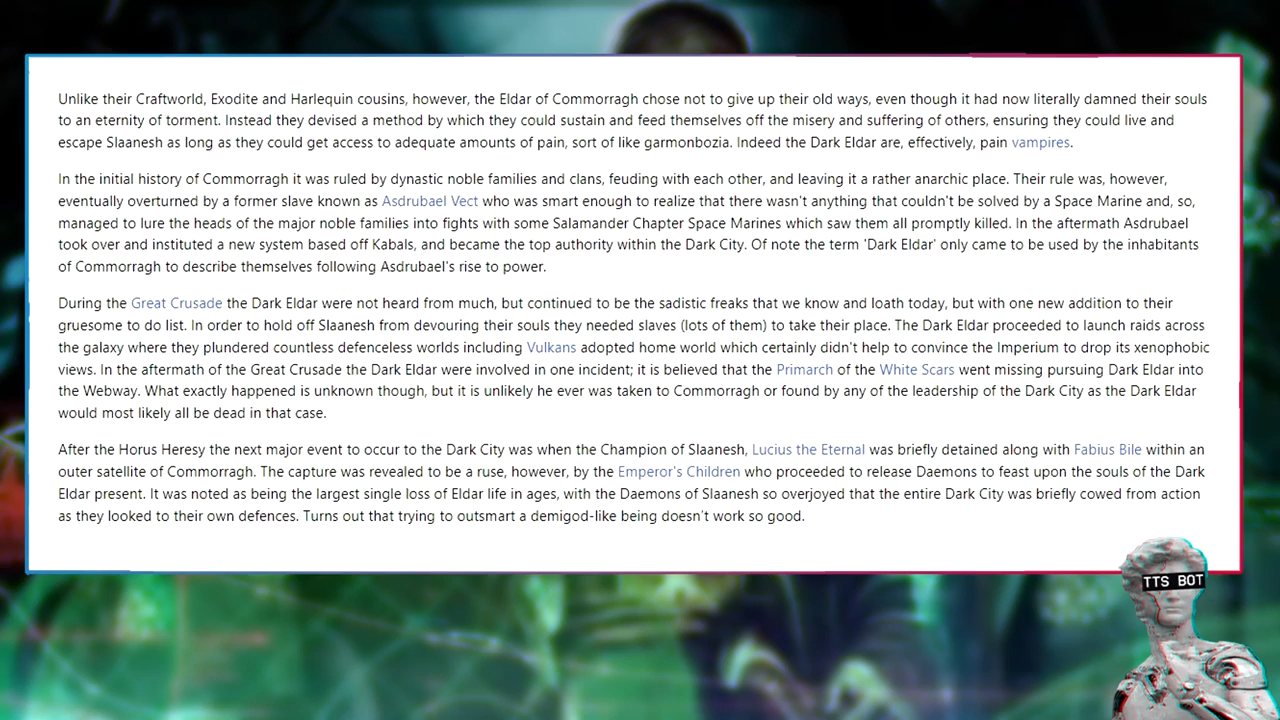 Unlike their Craftworld, Exodite and Harlequin cousins, however, the Eldar of Commorragh chose not to give up their old ways, even though it had now literally damned their souls
to an eternity of torment. Instead they devised a method by which they could sustain and feed themselves off the misery and suffering of others, ensuring they could live and
escape Slaanesh as long as they could get access to adequate amounts of pain, sort of like garmonbozia. Indeed the Dark Eldar are, effectively, pain vampires.
In the initial history of Commorragh it was ruled by dynastic noble families and clans, feuding with each other, and leaving it a rather anarchic place. Their rule was, however,
eventually overturned by a former slave known as Asdrubael Vect who was smart enough to realize that there wasn't anything that couldn't be solved by a Space Marine and, so,
managed to lure the heads of the major noble families into fights with some Salamander Chapter Space Marines which saw them all promptly killed. In the aftermath Asdrubael
took over and instituted a new system based off Kabals, and became the top authority within the Dark City. Of note the term 'Dark Eldar' only came to be used by the inhabitants
of Commorragh to describe themselves following Asdrubael's rise to power.
During the Great Crusade the Dark Eldar were not heard from much, but continued to be the sadistic freaks that we know and loath today, but with one new addition to their
gruesome to do list. In order to hold off Slaanesh from devouring their souls they needed slaves (lots of them) to take their place. The Dark Eldar proceeded to launch raids across
the galaxy where they plundered countless defenceless worlds including Vulkans adopted home world which certainly didn't help to convince the Imperium to drop its xenophobic
views. In the aftermath of the Great Crusade the Dark Eldar were involved in one incident; it is believed that the Primarch of the White Scars went missing pursuing Dark Eldar into
the Webway. What exactly happened is unknown though, but it is unlikely he ever was taken to Commorragh or found by any of the leadership of the Dark City as the Dark Eldar
would most likely all be dead in that case.
After the Horus Heresy the next major event to occur to the Dark City was when the Champion of Slaanesh, Lucius the Eternal was briefly detained along with Fabius Bile within an
outer satellite of Commorragh. The capture was revealed to be a ruse, however, by the Emperor's Children who proceeded to release Daemons to feast upon the souls of the Dark
Eldar present. It was noted as being the largest single loss of Eldar life in ages, with the Daemons of Slaanesh so overjoyed that the entire Dark City was briefly cowed from action
as they looked to their own defences. Turns out that trying to outsmart a demigod-like being doesn't work so good.
TTS BOT